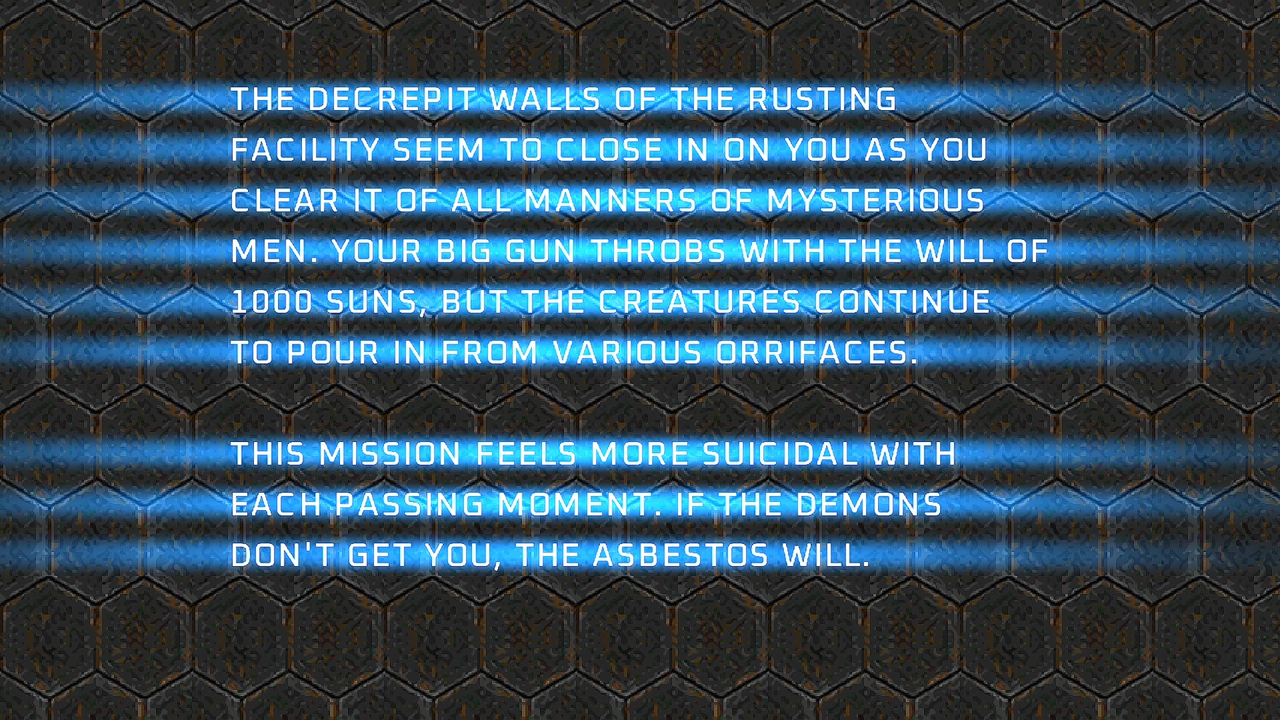 THE DECREPIT WALLS OF THE RUSTING
FACILITY SEEM TO CLOSE IN ON YOU AS YOU
CLEAR IT OF ALL MANNERS OF MYSTERIOUS
MEN. YOUR BIG GUN THROBS WITH THE WILL OF
1000 SUNS, BUT THE CREATURES CONTINUE
TO POUR IN FROM VARIOUS ORRIFACES.
THIS MISSION FEELS MORE SUICIDAL WITH
EACH PASSING MOMENT. IF THE DEMONS
DON'T GET YOU, THE ASBESTOS WILL.